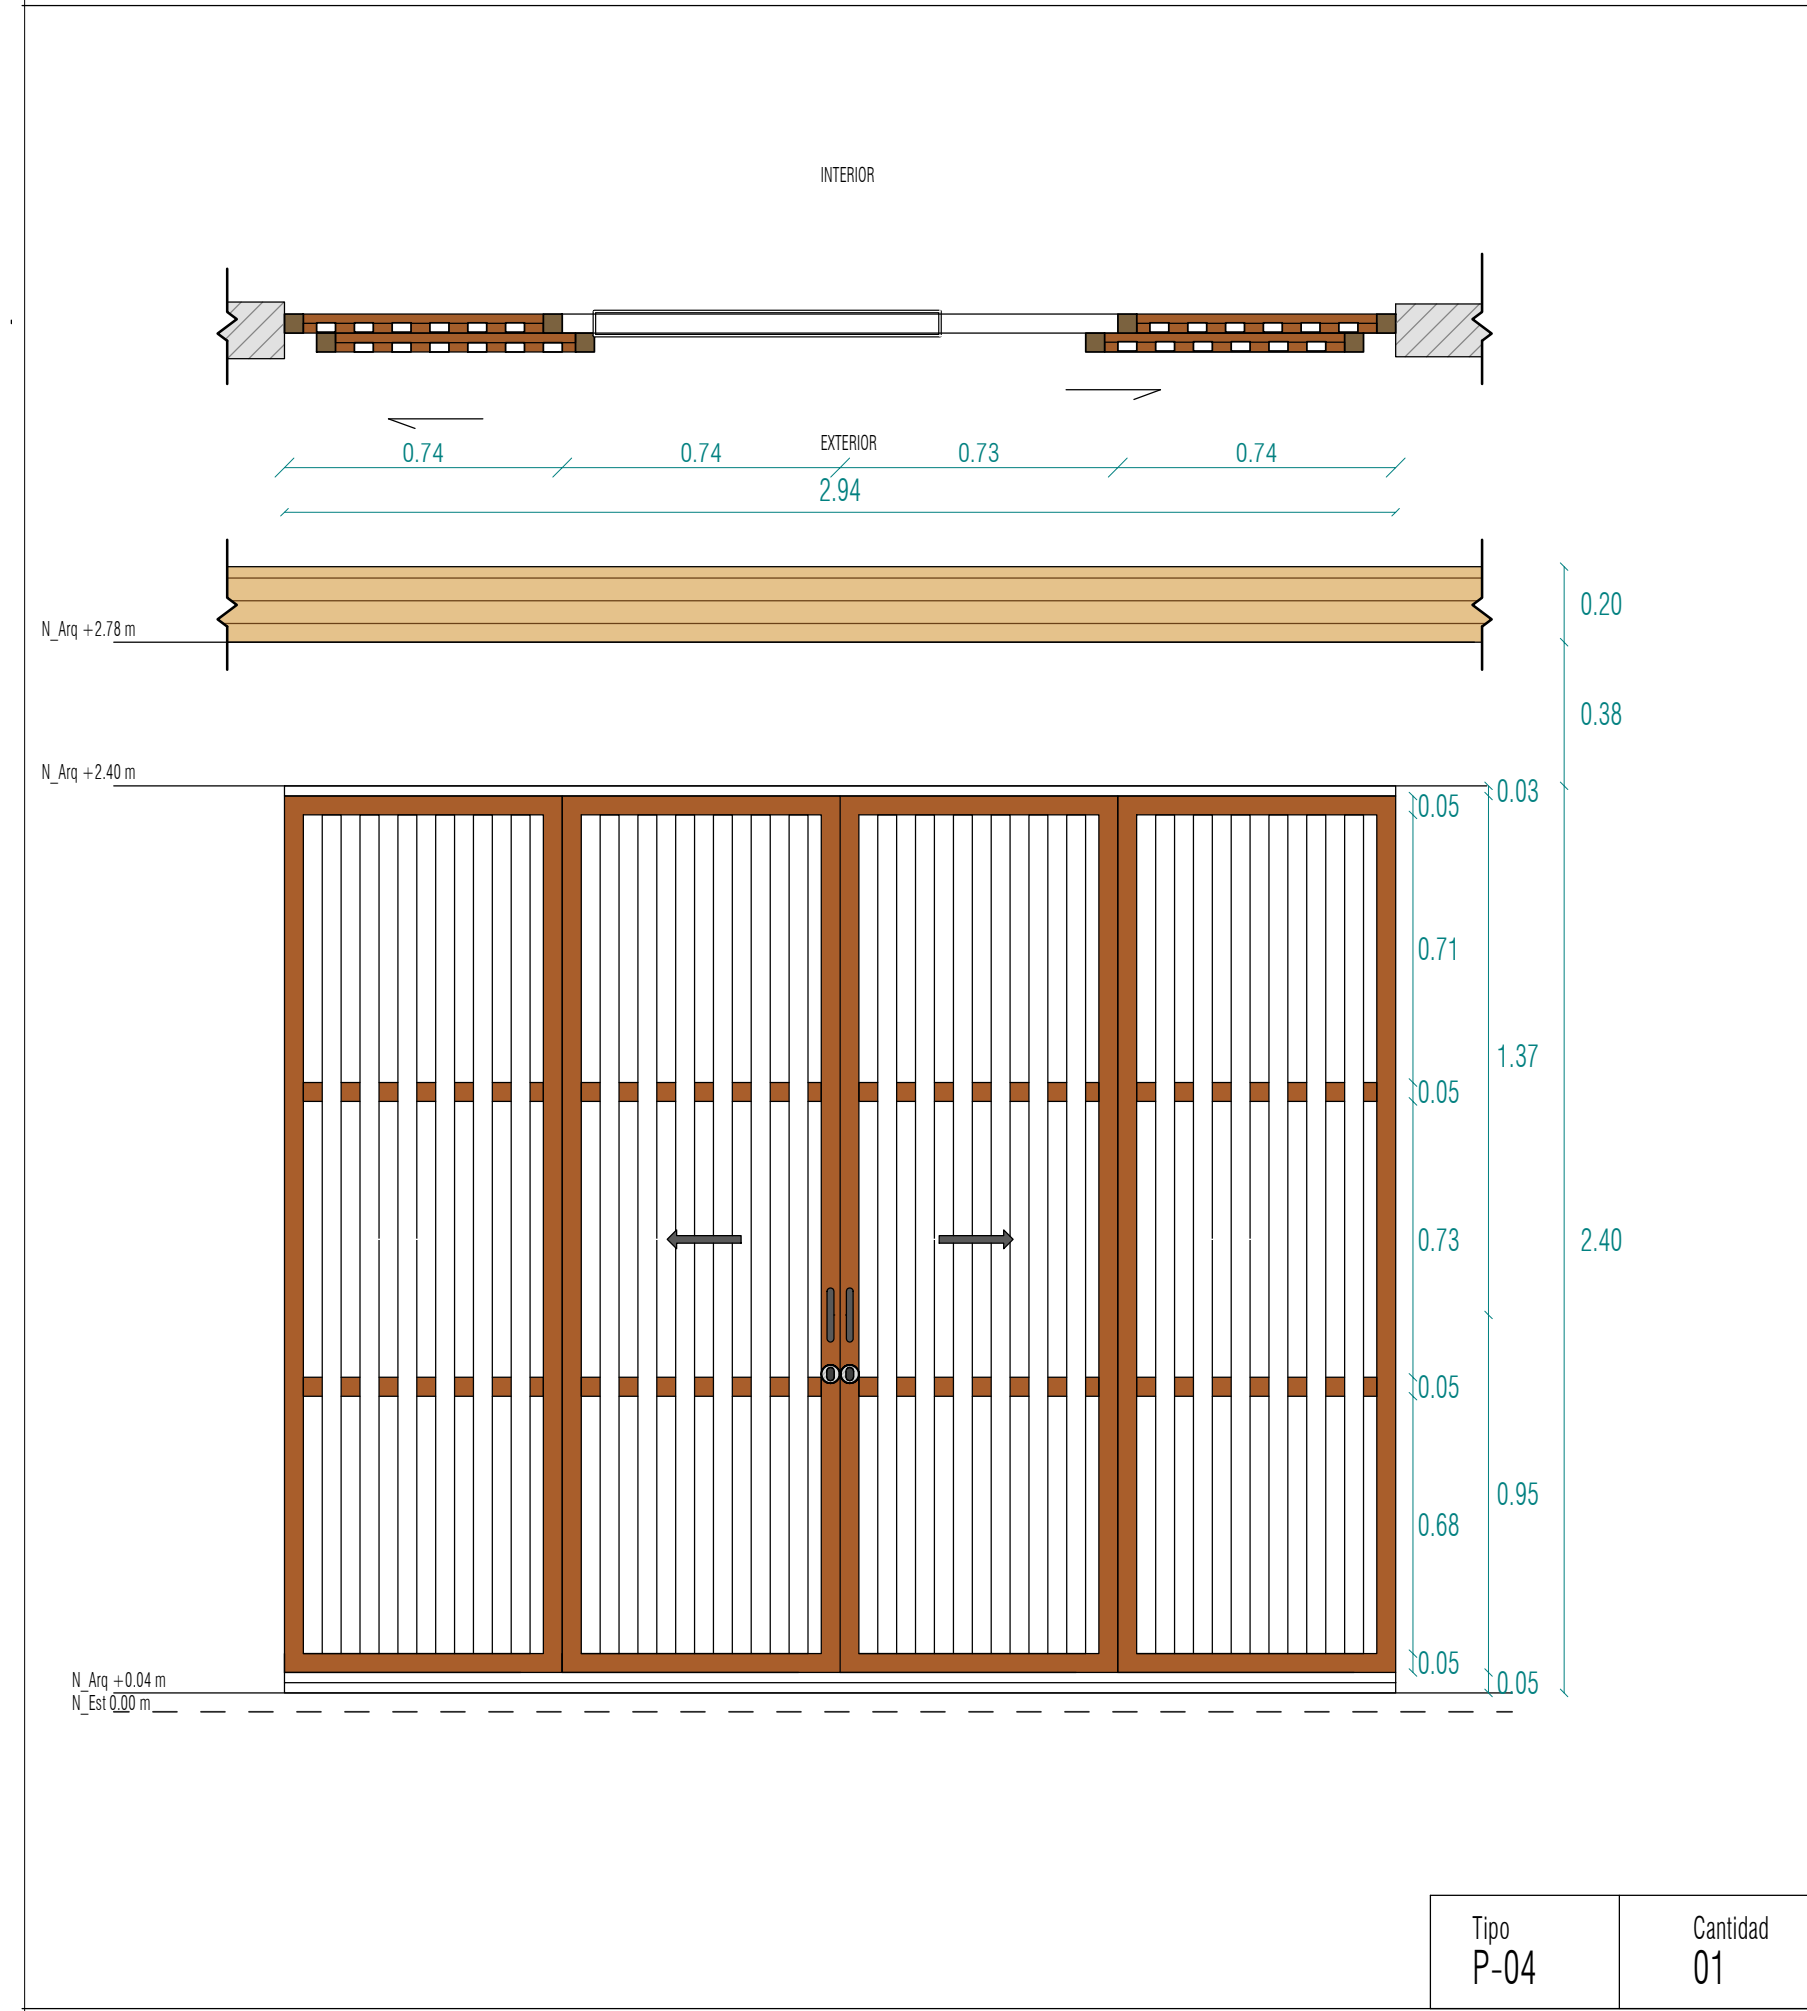 INTERIOR
EXTERIOR
0.74 0.74 0.73 0.74
2.94
0.20
N_Arq +2.78 m
0.38
N_Arq +2.40 m
0.03
0.05
0.71
1.37
0.05
0.73
2.40
0.05
0.95
0.68
0.05
N_Arq +0.04 m
0.05
N_Est 0.00 m
Tipo Cantidad
P-04 01